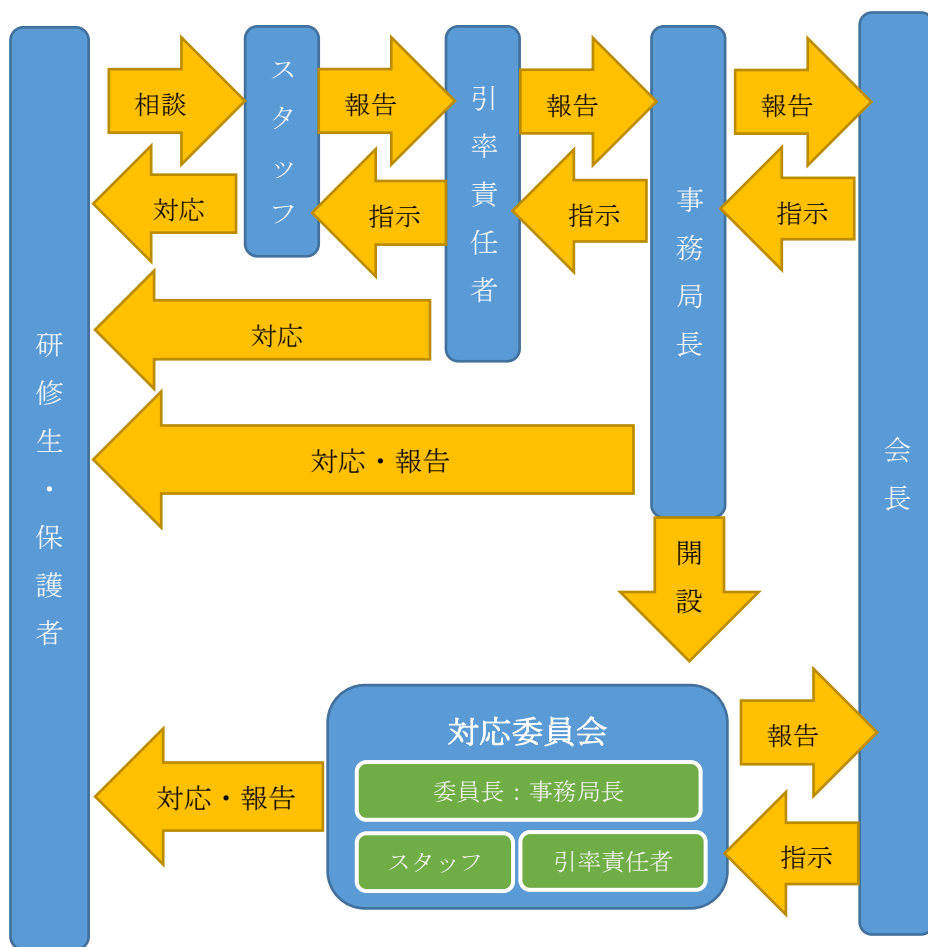 研修生・保護者
相談
対応
スタッフ
報告
指示
引率責任者
報告
指示
事務局長
報告
指示
会長
対応
対応・報告
開設
対応委員会
委員長：事務局長
スタッフ
引率責任者
対応・報告
報告
指示